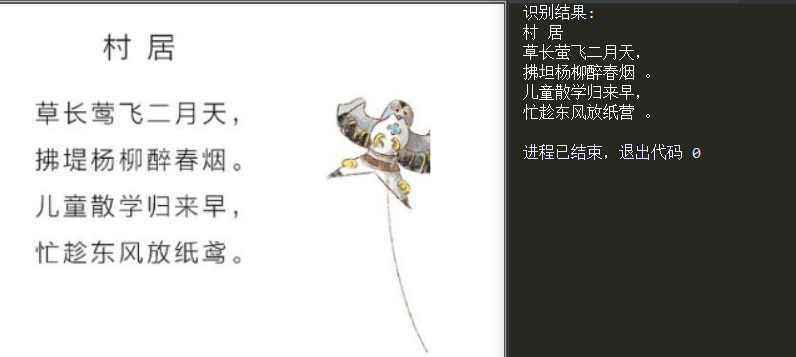 村 居
草长莺飞二月天，
拂堤杨柳醉春烟。
儿童散学归来早，
忙趁东风放纸鸢。
识别结果：
村 居
草长萤飞二月天，
拂坦杨柳醉春烟 。
儿童散学归来早，
忙趁东风放纸营 。
进程已结束，退出代码 0